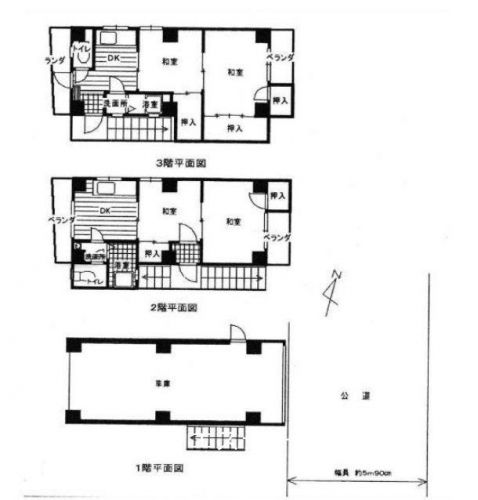 トイレ
DK
和室
和室
ランダ
ベランダ
洗面所
浴室
押入
押入
押入
3階平面図
押入
DK
和室
和室
ベランダ
ベランダ
洗面所
浴室
押入
トイレ
2階平面図
N
車庫
公道
1階平面図
幅員 約5m90cm